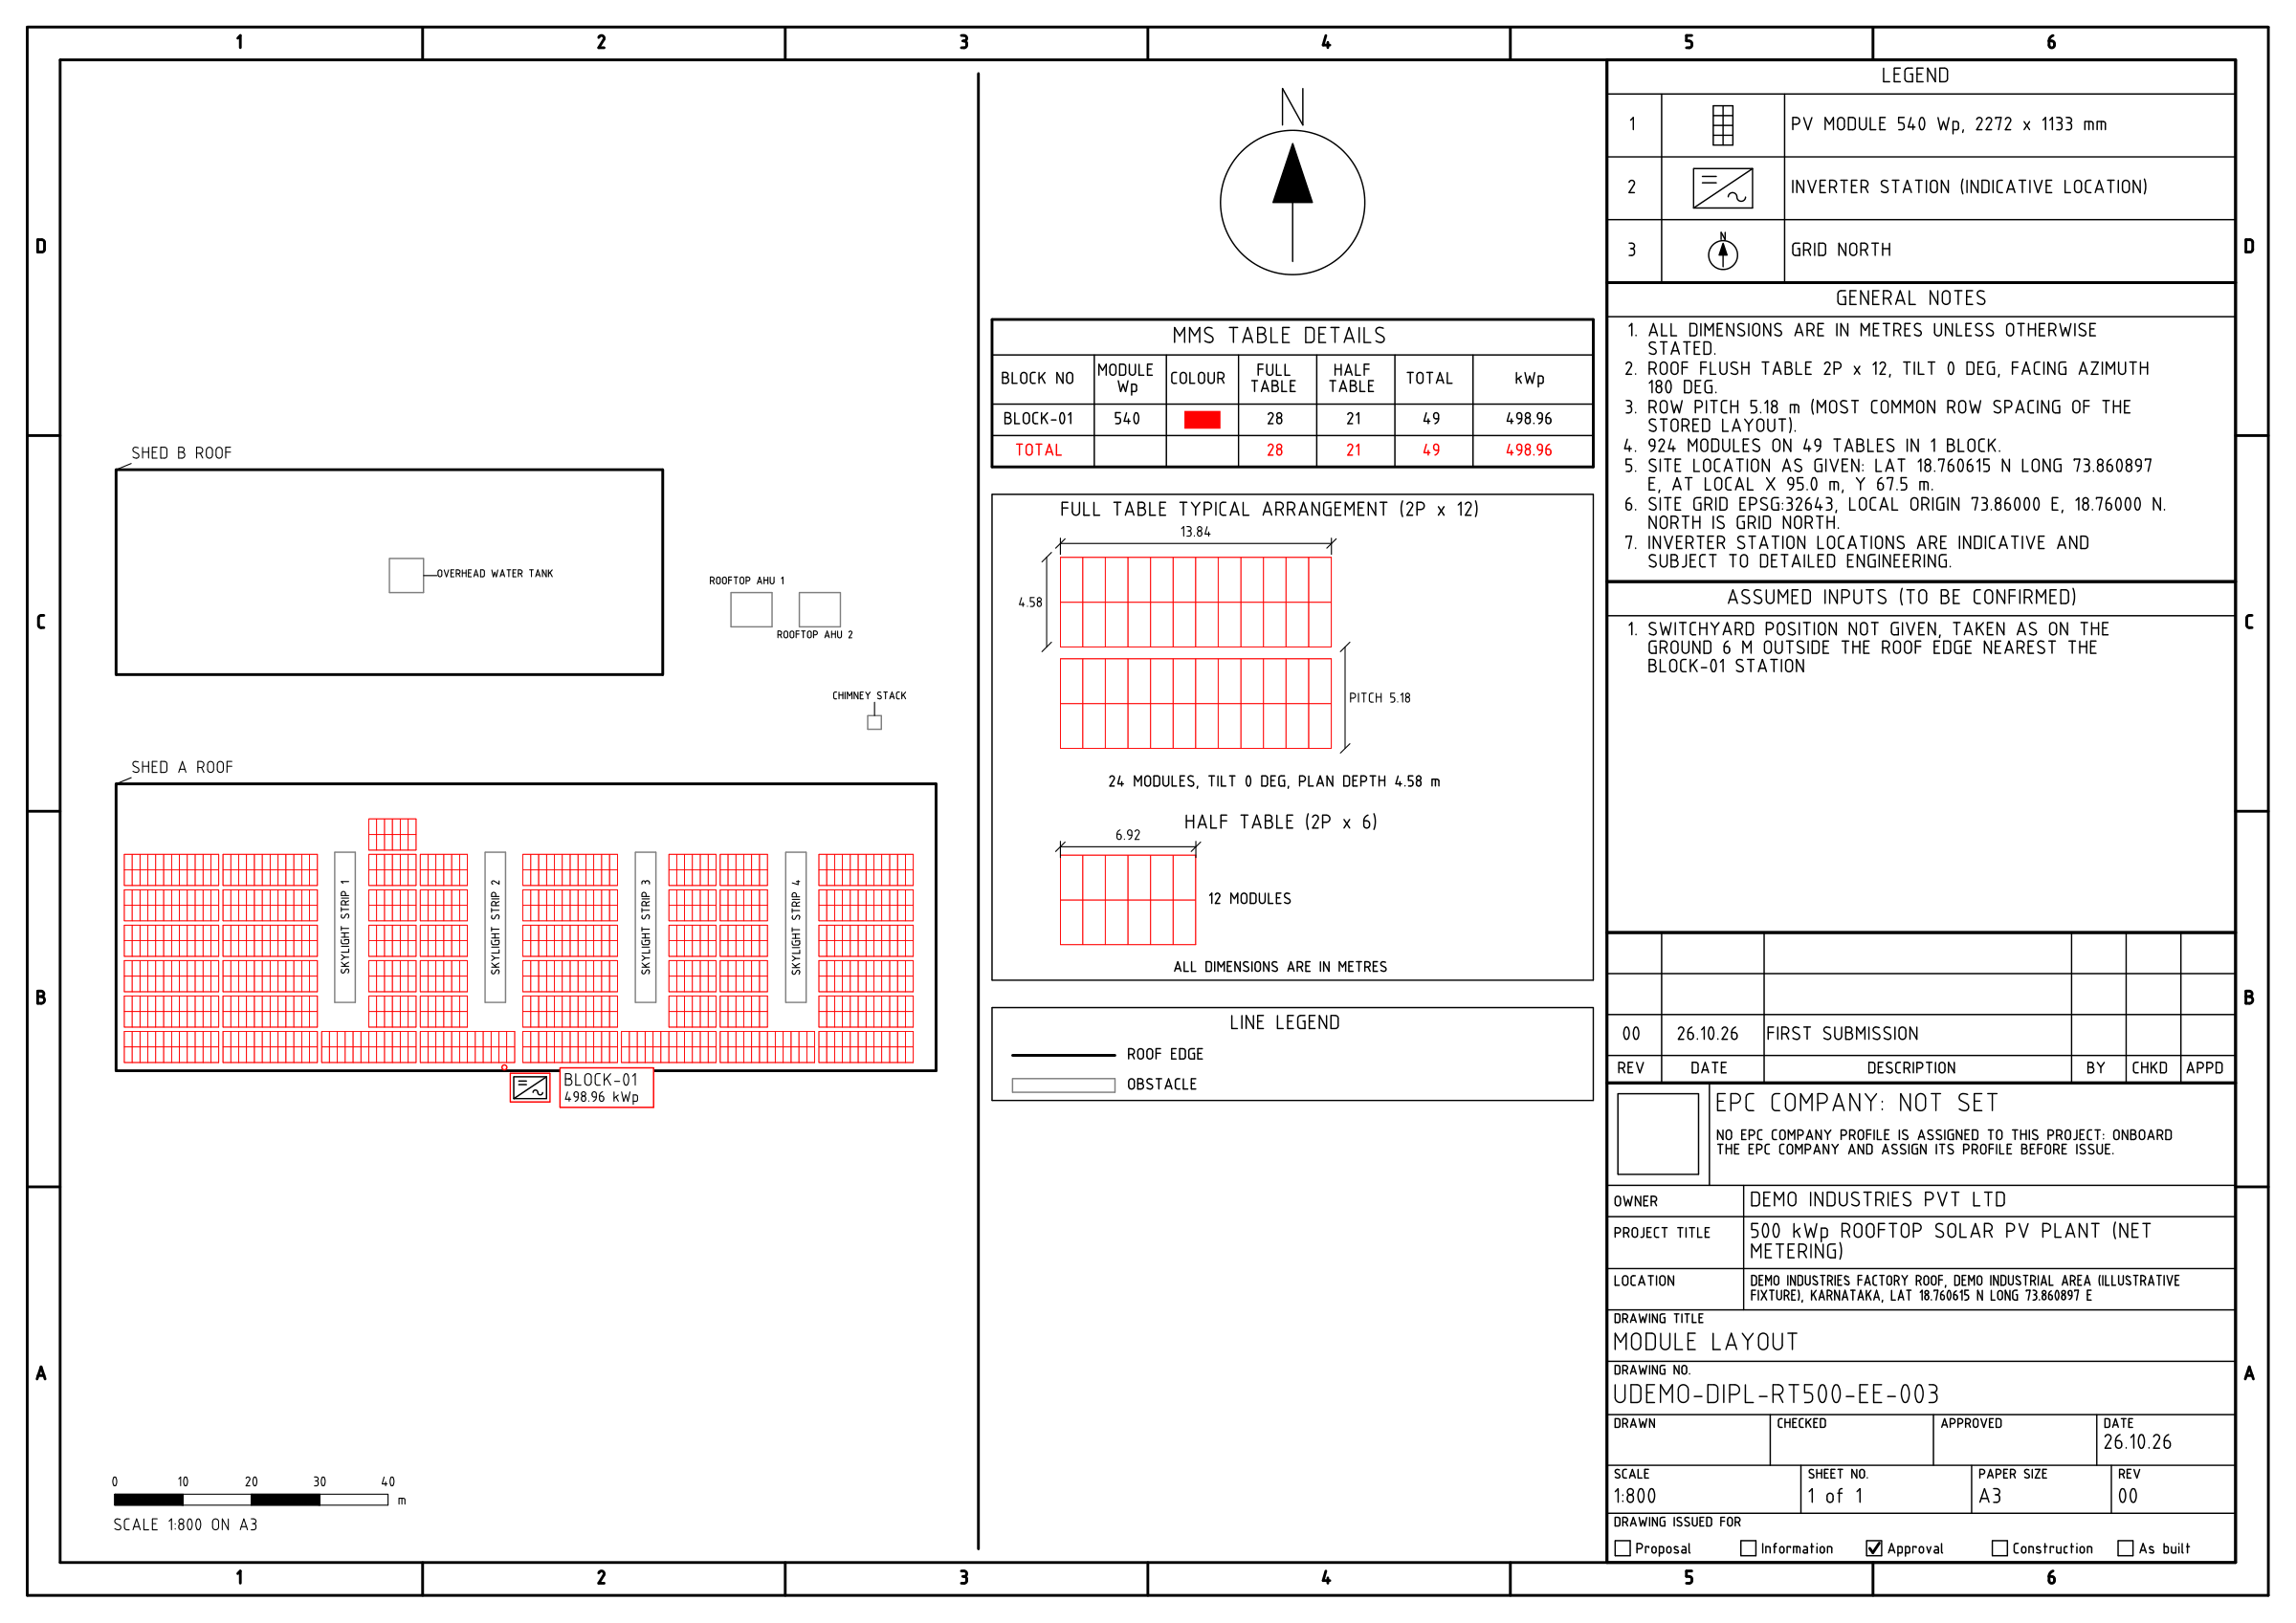 1 2 3 4 5 6
D
C
B
A
SHED B ROOF
OVERHEAD WATER TANK
ROOFTOP AHU 1
ROOFTOP AHU 2
CHIMNEY STACK
SHED A ROOF
SKYLIGHT STRIP 1
SKYLIGHT STRIP 2
SKYLIGHT STRIP 3
SKYLIGHT STRIP 4
BLOCK-01
498.96 kWp
0 10 20 30 40
m
SCALE 1:800 ON A3
N
MMS TABLE DETAILS
BLOCK NO MODULE Wp COLOUR FULL TABLE HALF TABLE TOTAL kWp
BLOCK-01 540 28 21 49 498.96
TOTAL 28 21 49 498.96
FULL TABLE TYPICAL ARRANGEMENT (2P x 12)
13.84
4.58
PITCH 5.18
24 MODULES, TILT 0 DEG, PLAN DEPTH 4.58 m
HALF TABLE (2P x 6)
6.92
12 MODULES
ALL DIMENSIONS ARE IN METRES
LINE LEGEND
ROOF EDGE
OBSTACLE
LEGEND
1 PV MODULE 540 Wp, 2272 x 1133 mm
2 INVERTER STATION (INDICATIVE LOCATION)
3 N GRID NORTH
GENERAL NOTES
1. ALL DIMENSIONS ARE IN METRES UNLESS OTHERWISE
STATED.
2. ROOF FLUSH TABLE 2P x 12, TILT 0 DEG, FACING AZIMUTH
180 DEG.
3. ROW PITCH 5.18 m (MOST COMMON ROW SPACING OF THE
STORED LAYOUT).
4. 924 MODULES ON 49 TABLES IN 1 BLOCK.
5. SITE LOCATION AS GIVEN: LAT 18.760615 N LONG 73.860897
E, AT LOCAL X 95.0 m, Y 67.5 m.
6. SITE GRID EPSG:32643, LOCAL ORIGIN 73.86000 E, 18.76000 N.
NORTH IS GRID NORTH.
7. INVERTER STATION LOCATIONS ARE INDICATIVE AND
SUBJECT TO DETAILED ENGINEERING.
ASSUMED INPUTS (TO BE CONFIRMED)
1. SWITCHYARD POSITION NOT GIVEN, TAKEN AS ON THE
GROUND 6 M OUTSIDE THE ROOF EDGE NEAREST THE
BLOCK-01 STATION
00 26.10.26 FIRST SUBMISSION
REV DATE DESCRIPTION BY CHKD APPD
EPC COMPANY: NOT SET
NO EPC COMPANY PROFILE IS ASSIGNED TO THIS PROJECT: ONBOARD
THE EPC COMPANY AND ASSIGN ITS PROFILE BEFORE ISSUE.
OWNER DEMO INDUSTRIES PVT LTD
PROJECT TITLE 500 kWp ROOFTOP SOLAR PV PLANT (NET
METERING)
LOCATION DEMO INDUSTRIES FACTORY ROOF, DEMO INDUSTRIAL AREA (ILLUSTRATIVE
FIXTURE), KARNATAKA, LAT 18.760615 N LONG 73.860897 E
DRAWING TITLE
MODULE LAYOUT
DRAWING NO.
UDEMO-DIPL-RT500-EE-003
DRAWN CHECKED APPROVED DATE
26.10.26
SCALE SHEET NO. PAPER SIZE REV
1:800 1 of 1 A3 00
DRAWING ISSUED FOR
Proposal Information Approval Construction As built
D
C
B
A
1 2 3 4 5 6